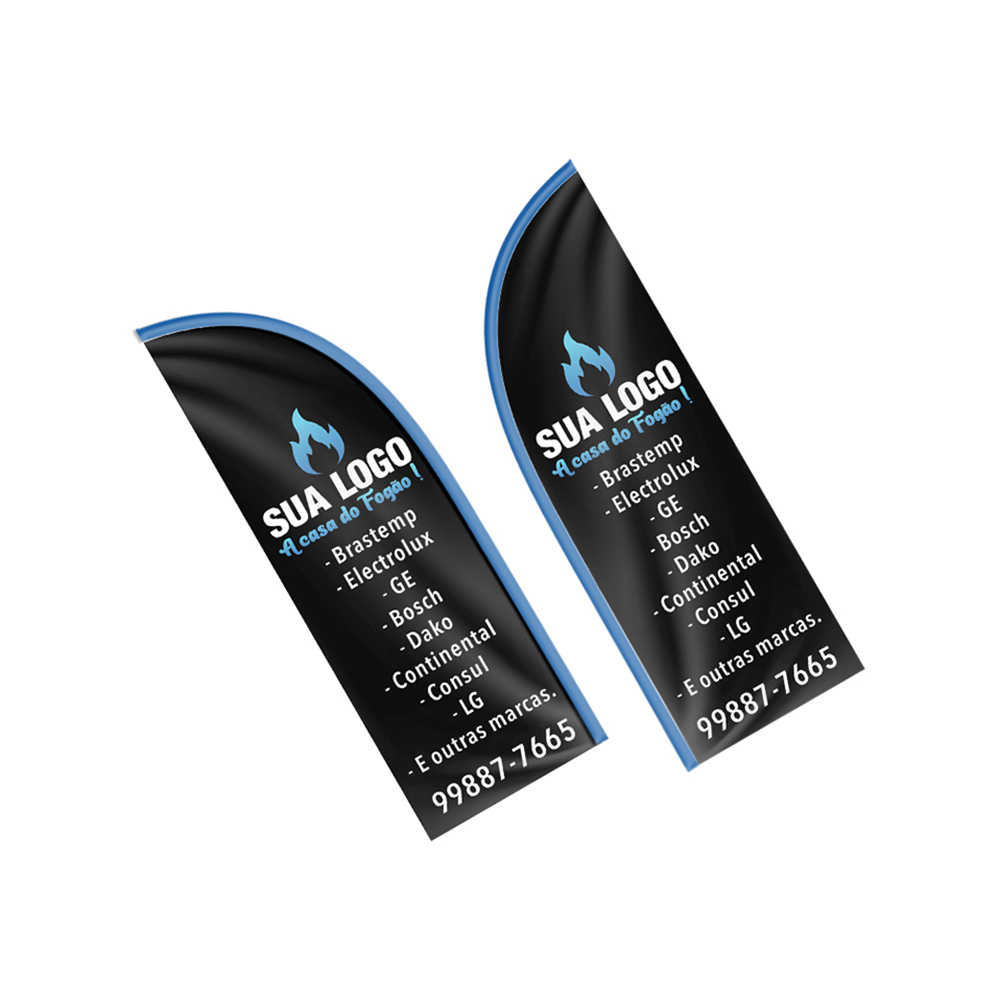 SUA LOGO
A casa do Fogão !
- Brastemp
- Electrolux
- GE
- Bosch
- Dako
- Continental
- Consul
- LG
- E outras marcas.
99887-7665
SUA LOGO
A casa do Fogão !
- Brastemp
- Electrolux
- GE
- Bosch
- Dako
- Continental
- Consul
- LG
- E outras marcas.
99887-7665